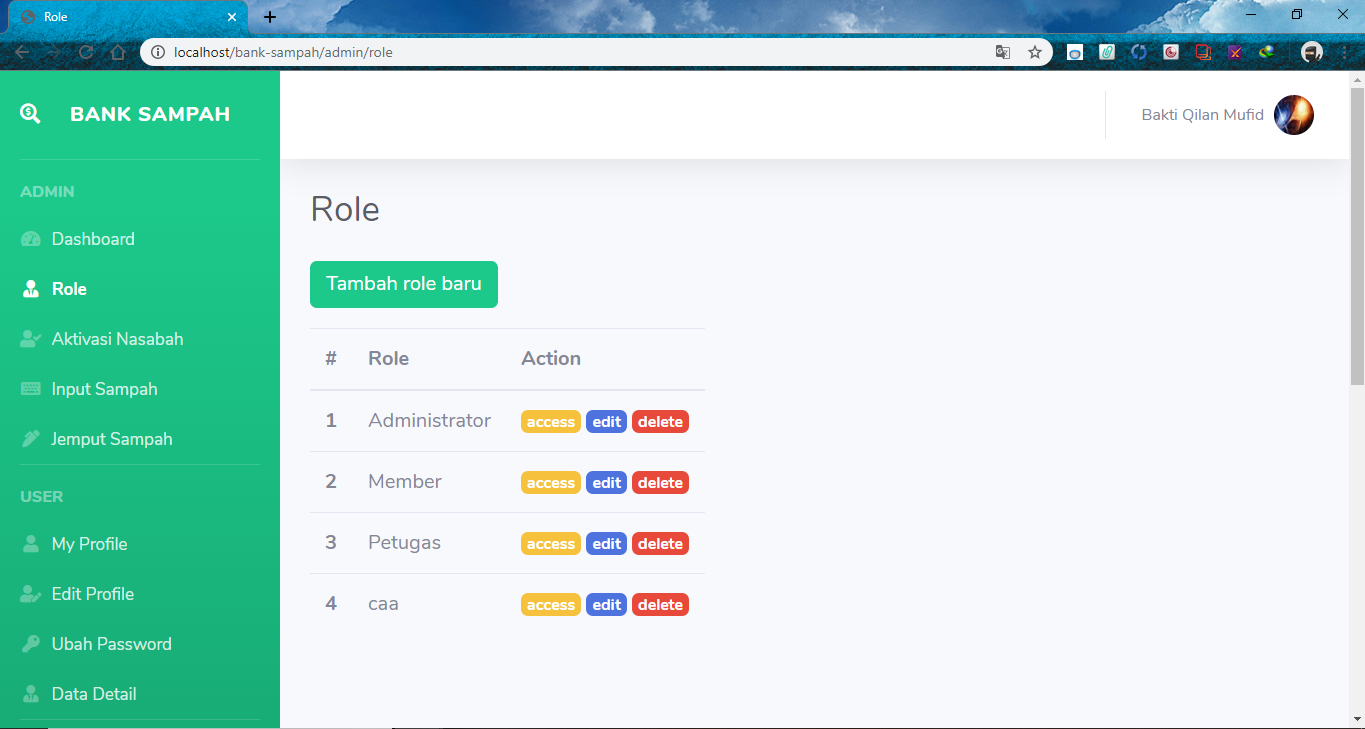 Role
localhost/bank-sampah/admin/role
BANK SAMPAH
Bakti Qilan Mufid
ADMIN
Dashboard
Role
Aktivasi Nasabah
Input Sampah
Jemput Sampah
USER
My Profile
Edit Profile
Ubah Password
Data Detail
Role
Tambah role baru
# Role Action
1 Administrator access edit delete
2 Member access edit delete
3 Petugas access edit delete
4 caa access edit delete